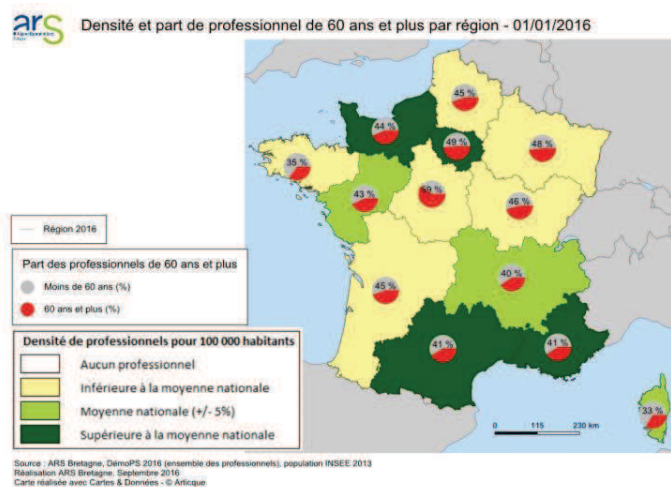 ars
Densité et part de professionnel de 60 ans et plus par région - 01/01/2016
45 %
44 %
49 %
48 %
35 %
43 %
59 %
46 %
40 %
45 %
41 %
41 %
33 %
Région 2016
Part des professionnels de 60 ans et plus
Moins de 60 ans (%)
60 ans et plus (%)
Densité de professionnels pour 100 000 habitants
Aucun professionnel
Inférieure à la moyenne nationale
Moyenne nationale (+/- 5%)
Supérieure à la moyenne nationale
0 115 230 km
Source : ARS Bretagne, DémoPS 2016 (ensemble des professionnels), population INSEE 2013
Réalisation ARS Bretagne, Septembre 2016
Carte réalisée avec Cartes & Données - © Articque